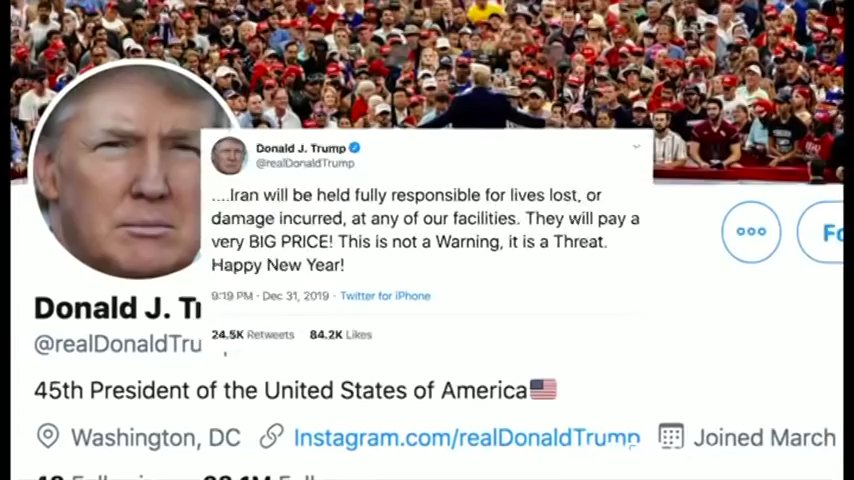 Donald J. Trump
@realDonaldTrump
....Iran will be held fully responsible for lives lost, or
damage incurred, at any of our facilities. They will pay a
very BIG PRICE! This is not a Warning, it is a Threat.
Happy New Year!
9:19 PM · Dec 31, 2019 · Twitter for iPhone
24.5K Retweets 84.2K Likes
Donald J. Tr
@realDonaldTru
45th President of the United States of America
Washington, DC Instagram.com/realDonaldTrump Joined March